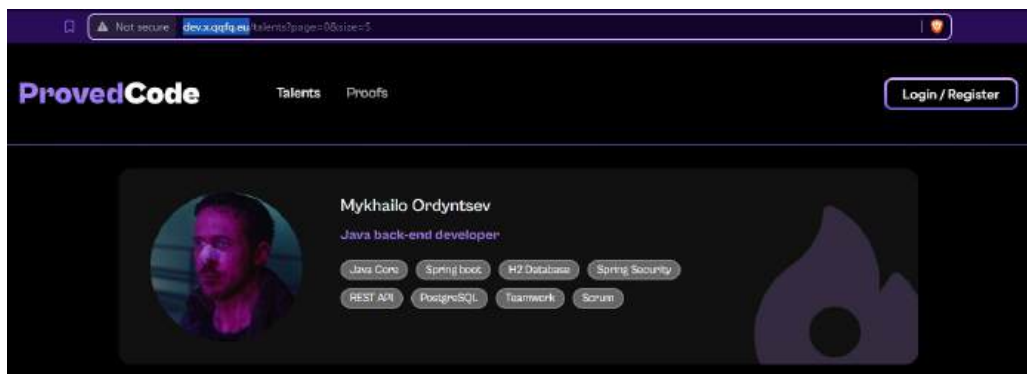 Not secure dev.x.qqfq.eu/talents?page=0&size=5
ProvedCode Talents Proofs Login / Register
Mykhailo Ordyntsev
Java back-end developer
Java Core Spring boot H2 Database Spring Security
REST API PostgreSQL Teamwork Scrum